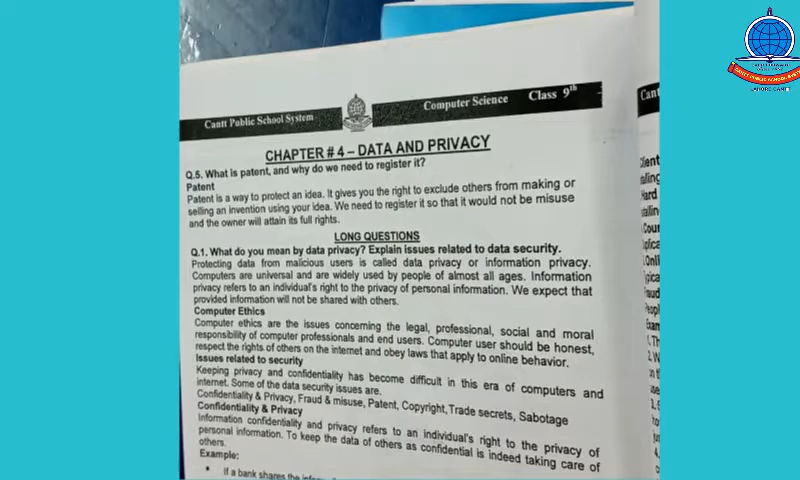 Cantt Public School System
Computer Science Class 9th
CHAPTER # 4 – DATA AND PRIVACY
Q.5. What is patent, and why do we need to register it?
Patent
Patent is a way to protect an idea. It gives you the right to exclude others from making or
selling an invention using your idea. We need to register it so that it would not be misuse
and the owner will attain its full rights.
LONG QUESTIONS
Q.1. What do you mean by data privacy? Explain issues related to data security.
Protecting data from malicious users is called data privacy or information privacy.
Computers are universal and are widely used by people of almost all ages. Information
privacy refers to an individual's right to the privacy of personal information. We expect that
provided information will not be shared with others.
Computer Ethics
Computer ethics are the issues concerning the legal, professional, social and moral
responsibility of computer professionals and end users. Computer user should be honest,
respect the rights of others on the internet and obey laws that apply to online behavior.
Issues related to security
Keeping privacy and confidentiality has become difficult in this era of computers and
internet. Some of the data security issues are.
Confidentiality & Privacy, Fraud & misuse, Patent, Copyright, Trade secrets, Sabotage
Confidentiality & Privacy
Information confidentiality and privacy refers to an individual's right to the privacy of
personal information. To keep the data of others as confidential is indeed taking care of
others.
Example:
• If a bank shares the
CANTT PUBLIC SCHOOL SYSTEM
LAHORE CANTT
Cant